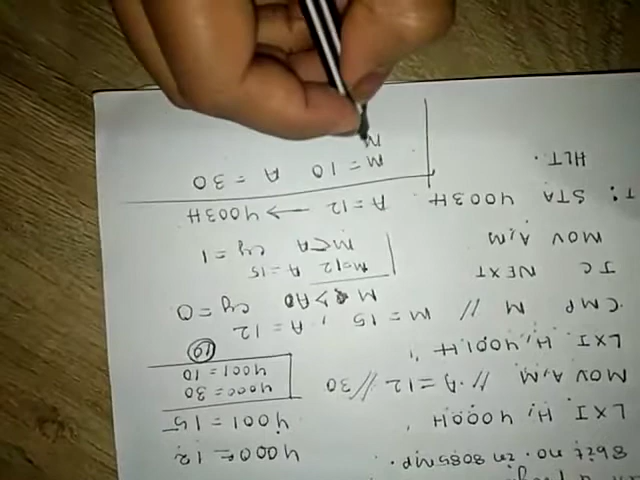 8bit no. in 8085 MP.
LXI H, 4000H
MOV A,M // A=12 // 30
LXI H, 4001H
CMP M // M=15, A=12
JC NEXT
MOV A,M
STA 4003H
HLT.
4000=12
4001=15
4000=30
4001=10
10
M>A cy=0
M=12 A=15
M<A cy=1
A=12 → 4003H
M=10 A=30
M